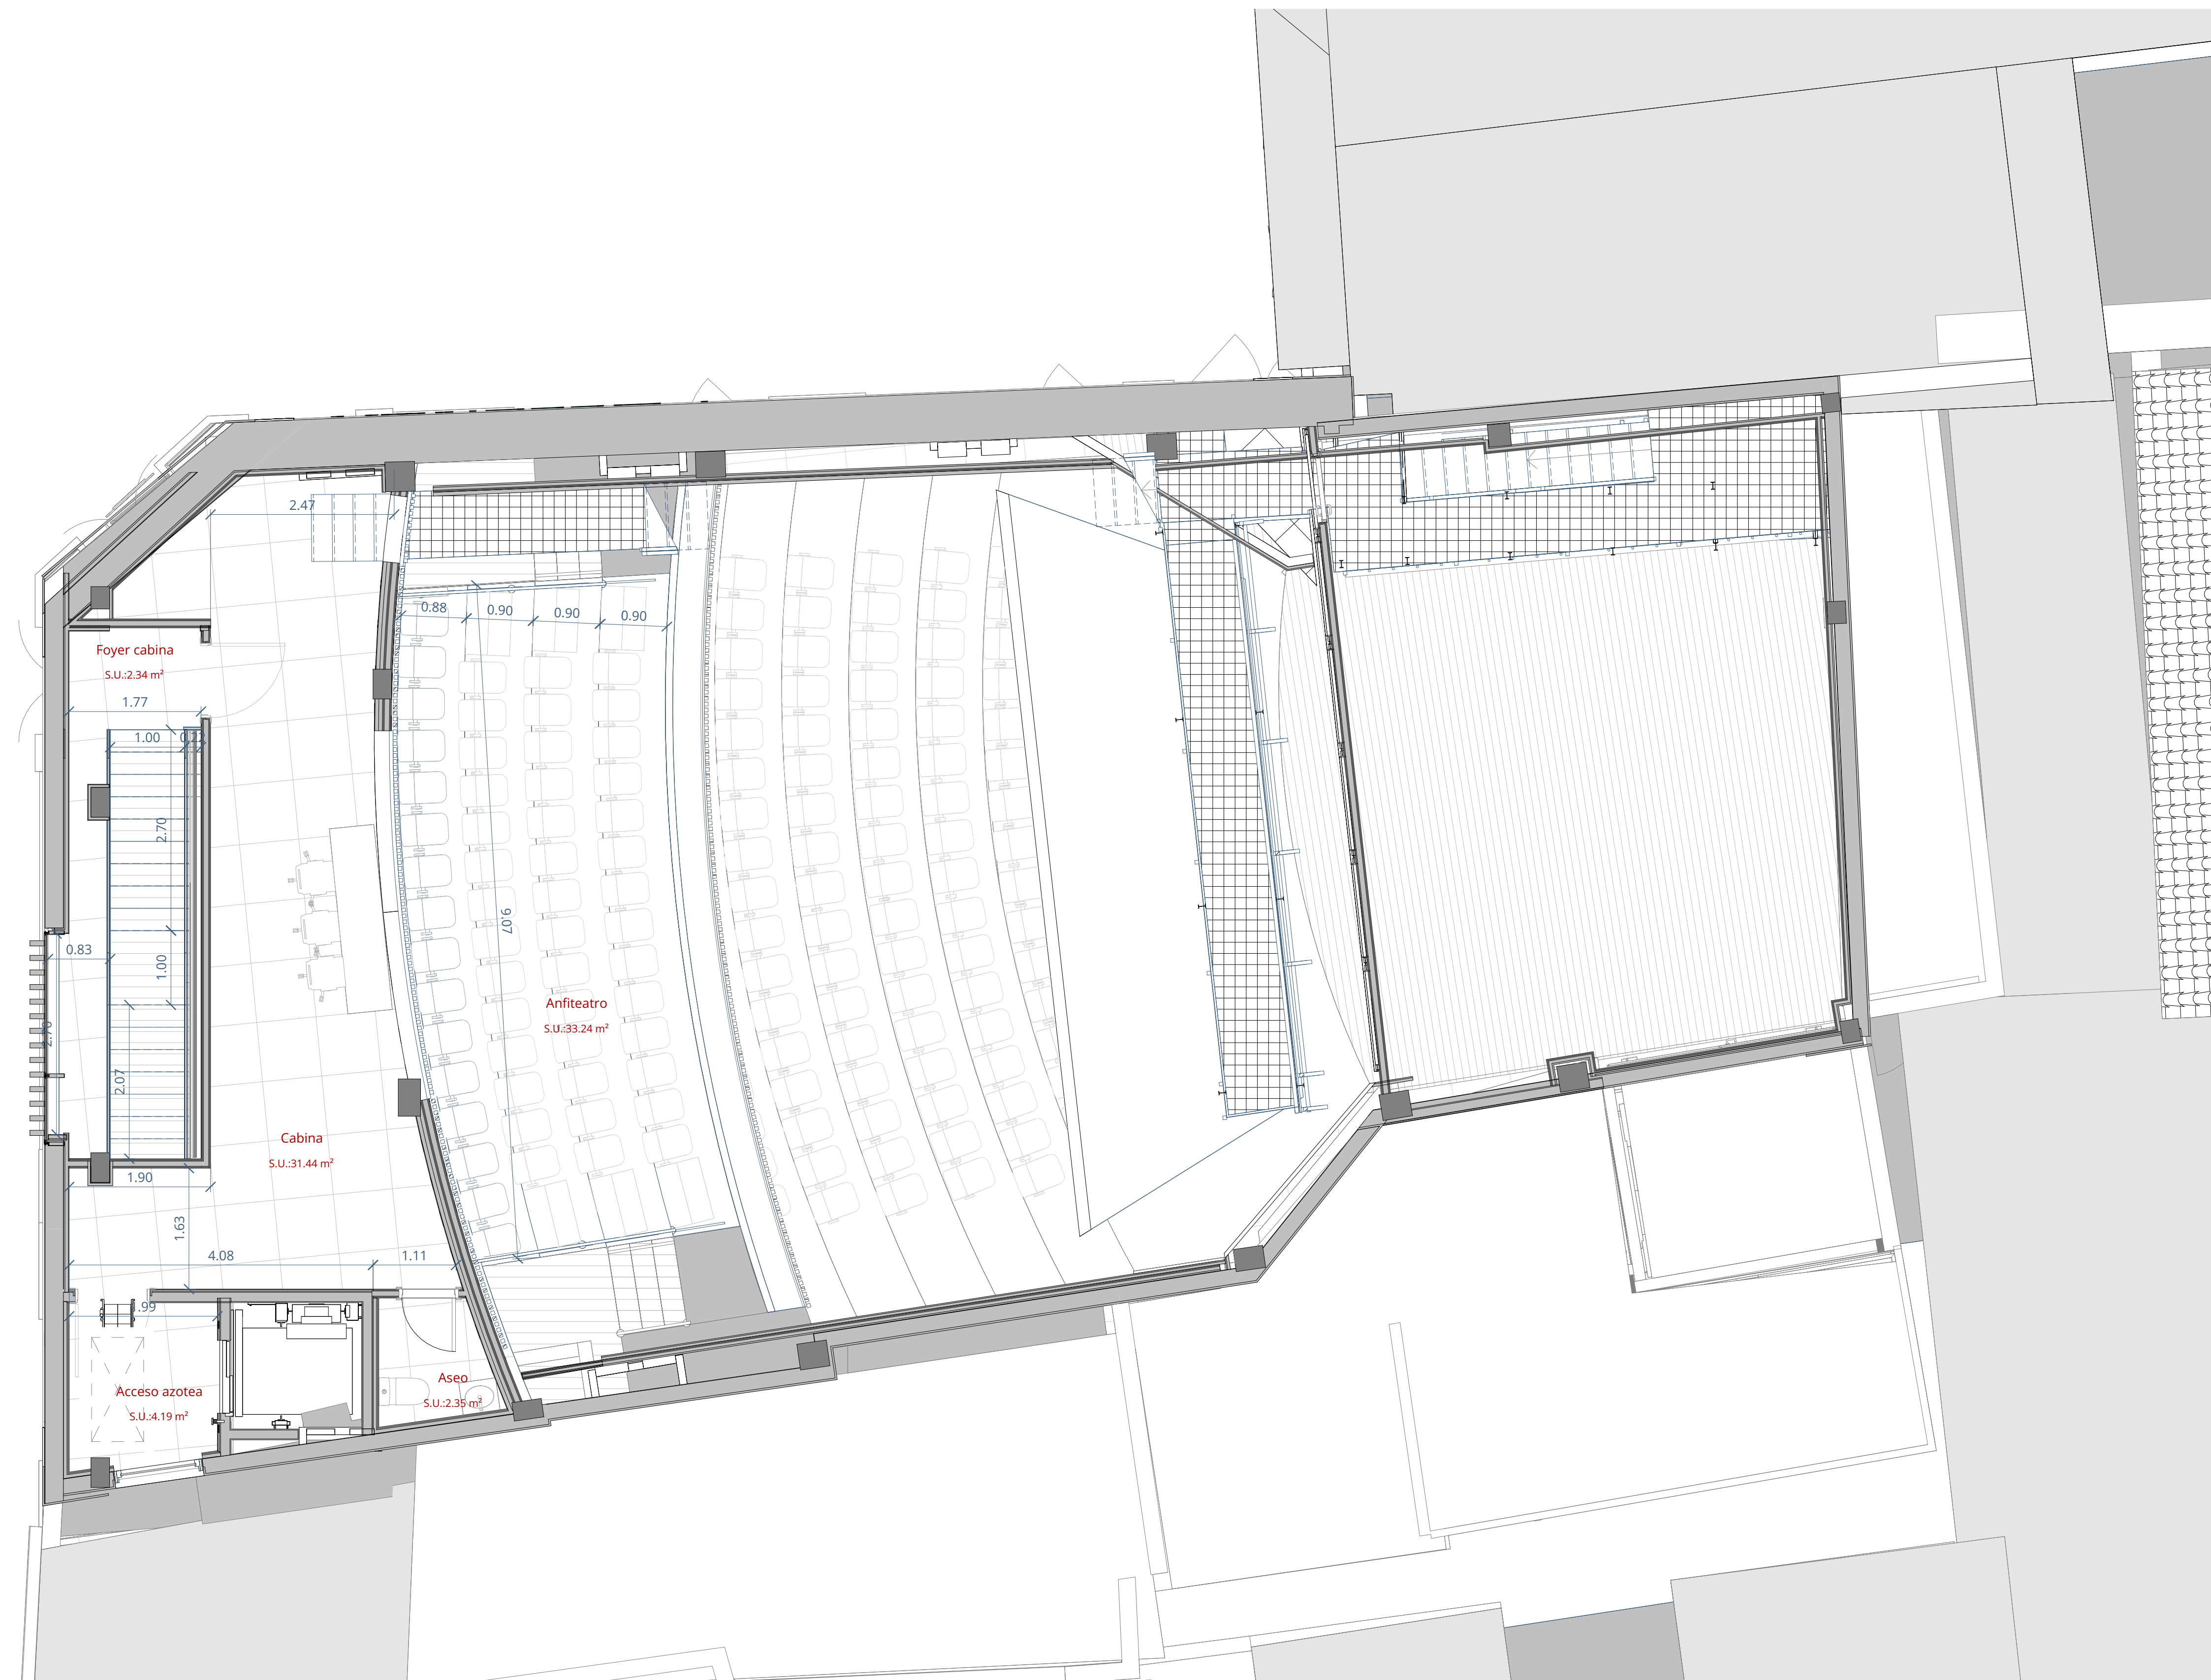 2.47
0.88
0.90
0.90
0.90
Foyer cabina
S.U.:2.34 m²
1.77
1.00
0.22
2.70
9.07
0.83
1.00
Anfiteatro
S.U.:33.24 m²
2.70
2.07
Cabina
S.U.:31.44 m²
1.90
1.63
4.08
1.11
1.99
Aseo
S.U.:2.35 m²
Acceso azotea
S.U.:4.19 m²